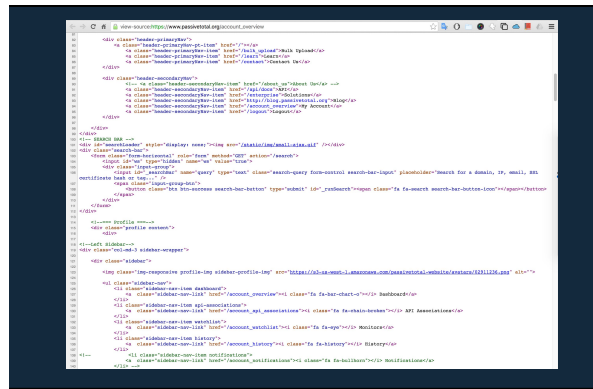 view-source:https://www.passivetotal.org/account_overview
<div class="header-primaryNav">
<a class="header-primaryNav-pt-item" href="/"></a>
<a class="header-primaryNav-item" href="/bulk_upload">Bulk Upload</a>
<a class="header-primaryNav-item" href="/learn">Learn</a>
<a class="header-primaryNav-item" href="/contact">Contact Us</a>
</div>
<div class="header-secondaryNav">
<!-- <a class="header-secondaryNav-item" href="/about_us">About Us</a> -->
<a class="header-secondaryNav-item" href="/api/docs">API</a>
<a class="header-secondaryNav-item" href="/enterprise">Solutions</a>
<a class="header-secondaryNav-item" href="http://blog.passivetotal.org">Blog</a>
<a class="header-secondaryNav-item" href="/account_overview">My Account</a>
<a class="header-secondaryNav-item" href="/logout">Logout</a>
</div>
</div>
</div>
<!-- SEARCH BAR -->
<div id="searchloader" style="display: none;"><img src="/static/img/small-ajax.gif" /></div>
<div class="search-bar">
<form class="form-horizontal" role="form" method="GET" action="/search">
<input id="ws" type="hidden" name="ws" value="true">
<div class="input-group">
<input id="_searchBar" name="query" type="text" class="search-query form-control search-bar-input" placeholder="Search for a domain, IP, email, SSL
certificate hash or tag..." />
<span class="input-group-btn">
<button class="btn btn-success search-bar-button" type="submit" id="_runSearch"><span class="fa fa-search search-bar-button-icon"></span></button>
</span>
</div>
</form>
</div>
<!--=== Profile ===-->
<div class="profile content">
<div>
<!--Left Sidebar-->
<div class="col-md-3 sidebar-wrapper">
<div class="sidebar">
<img class="img-responsive profile-img sidebar-profile-img" src="https://s3-us-west-1.amazonaws.com/passivetotal-website/avatars/82911236.png" alt="">
<ul class="sidebar-nav">
<li class="sidebar-nav-item dashboard">
<a class="sidebar-nav-link" href="/account_overview"><i class="fa fa-bar-chart-o"></i> Dashboard</a>
</li>
<li class="sidebar-nav-item api-associations">
<a class="sidebar-nav-link" href="/account_api_associations"><i class="fa fa-chain-broken"></i> API Associations</a>
</li>
<li class="sidebar-nav-item watchlist">
<a class="sidebar-nav-link" href="/account_watchlist"><i class="fa fa-eye"></i> Monitors</a>
</li>
<li class="sidebar-nav-item history">
<a class="sidebar-nav-link" href="/account_history"><i class="fa fa-history"></i> History</a>
</li>
<!-- <li class="sidebar-nav-item notifications">
<a class="sidebar-nav-link" href="/account_notifications"><i class="fa fa-bullhorn"></i> Notifications</a>
</li> -->